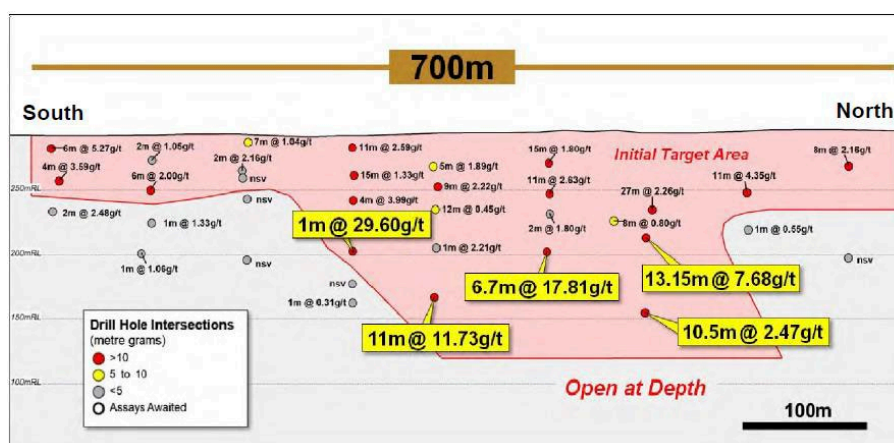 700m
South
North
6m @ 5.27g/t
2m @ 1.05g/t
7m @ 1.04g/t
11m @ 2.59g/t
15m @ 1.80g/t
Initial Target Area
8m @ 2.16g/t
4m @ 3.59g/t
2m @ 2.16g/t
5m @ 1.89g/t
6m @ 2.00g/t
nsv
15m @ 1.33g/t
9m @ 2.22g/t
11m @ 2.63g/t
27m @ 2.26g/t
11m @ 4.35g/t
250mRL
4m @ 3.99g/t
2m @ 2.48g/t
1m @ 1.33g/t
nsv
12m @ 0.45g/t
2m @ 1.80g/t
8m @ 0.80g/t
1m @ 0.55g/t
1m @ 29.60g/t
200mRL
1m @ 1.06g/t
nsv
1m @ 2.21g/t
nsv
6.7m @ 17.81g/t
13.15m @ 7.68g/t
nsv
1m @ 0.31g/t
150mRL
11m @ 11.73g/t
10.5m @ 2.47g/t
Drill Hole Intersections
(metre grams)
>10
5 to 10
<5
Assays Awaited
100mRL
Open at Depth
100m